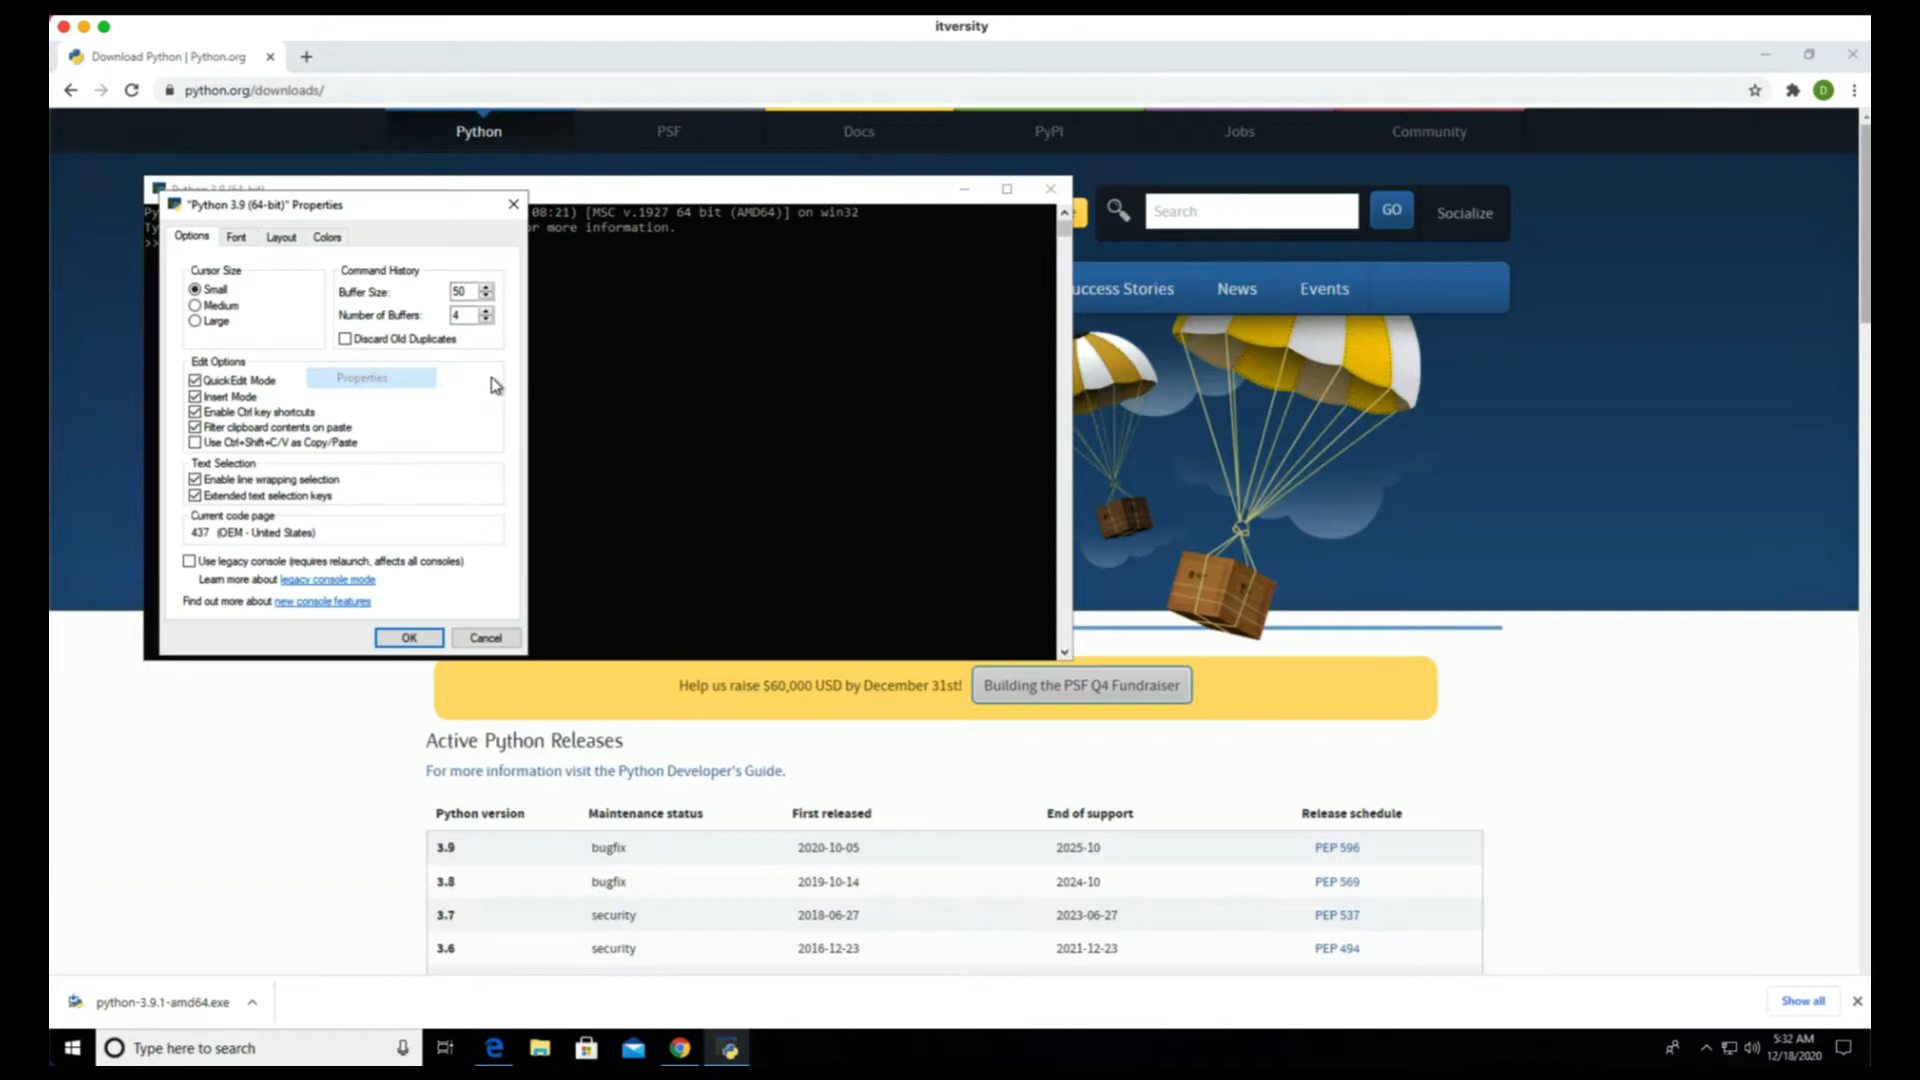 itversity
Download Python | Python.org
python.org/downloads/
Python PSF Docs PyPI Jobs Community
"Python 3.9 (64-bit)" Properties
08:21) [MSC v.1927 64 bit (AMD64)] on win32
or more information.
Search
GO
Socialize
Options Font Layout Colors
Cursor Size
Small
Medium
Large
Command History
Buffer Size: 50
Number of Buffers: 4
Discard Old Duplicates
Edit Options
QuickEdit Mode
Properties
Insert Mode
Enable Ctrl key shortcuts
Filter clipboard contents on paste
Use Ctrl+Shift+C/V as Copy/Paste
Text Selection
Enable line wrapping selection
Extended text selection keys
Current code page
437 (OEM - United States)
Use legacy console (requires relaunch, affects all consoles)
Learn more about legacy console mode
Find out more about new console features
OK Cancel
uccess Stories News Events
Help us raise $60,000 USD by December 31st! Building the PSF Q4 Fundraiser
Active Python Releases
For more information visit the Python Developer's Guide.
Python version Maintenance status First released End of support Release schedule
3.9 bugfix 2020-10-05 2025-10 PEP 596
3.8 bugfix 2019-10-14 2024-10 PEP 569
3.7 security 2018-06-27 2023-06-27 PEP 537
3.6 security 2016-12-23 2021-12-23 PEP 494
python-3.9.1-amd64.exe
Show all
Type here to search
5:32 AM
12/18/2020